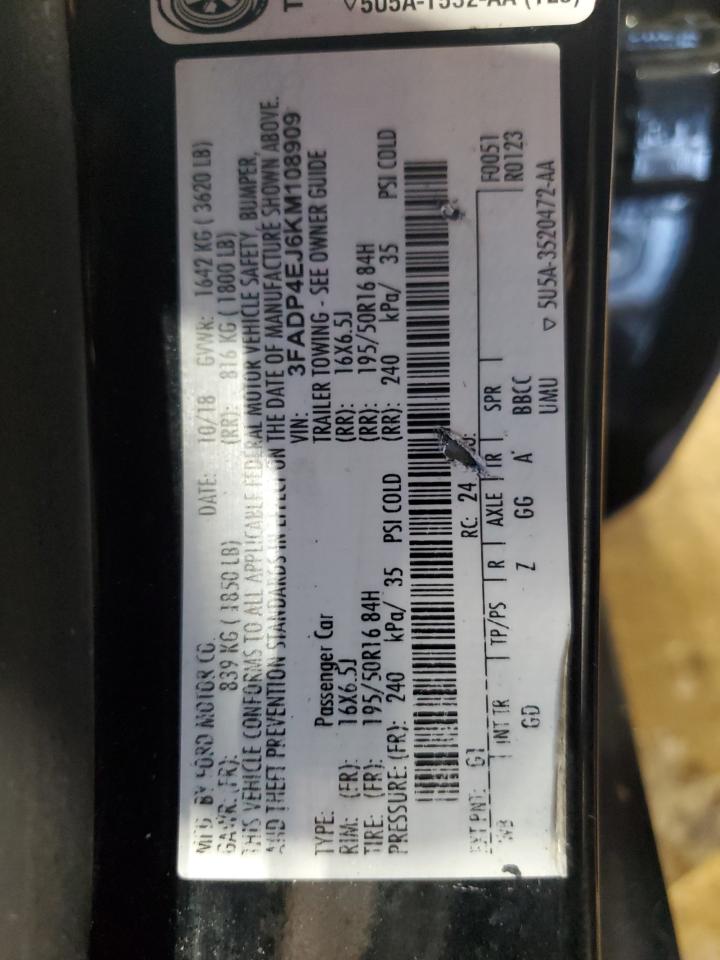 5U5A-1532-AA
MFD BY FORD MOTOR CO. DATE: 10/18 GVWR: 1642 KG ( 3620 LB)
GAWR: (FR): 839 KG ( 1850 LB) (RR): 816 KG ( 1800 LB)
THIS VEHICLE CONFORMS TO ALL APPLICABLE FEDERAL MOTOR VEHICLE SAFETY, BUMPER,
AND THEFT PREVENTION STANDARDS IN EFFECT ON THE DATE OF MANUFACTURE SHOWN ABOVE.
VIN: 3FADP4EJ6KM108909
TYPE: Passenger Car TRAILER TOWING - SEE OWNER GUIDE
RIM: (FR): 16X6.5J (RR): 16X6.5J
TIRE: (FR): 195/50R16 84H (RR): 195/50R16 84H
PRESSURE: (FR): 240 kPa/ 35 PSI COLD (RR): 240 kPa/ 35 PSI COLD
EXT PNT: G1 RC: 24 F0051
WB INT TR TP/PS R AXLE TR SPR R0123
GD Z GG A BBCC
UMU ▽ 5U5A-3520472-AA